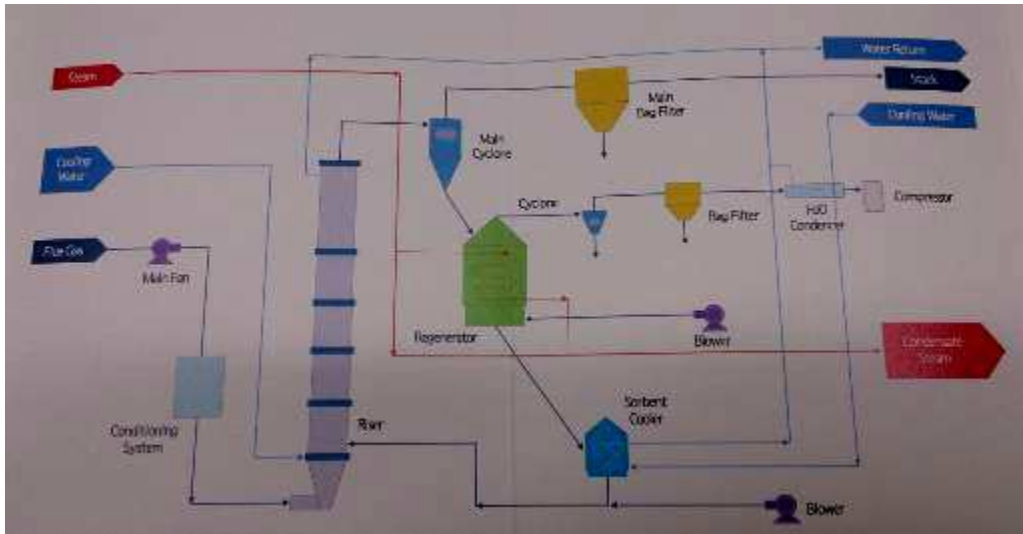 Water Return
Steam
Stack
Main
Bag Filter
Cooling Water
Main
Cyclone
Cooling
Water
Cyclone
Bag Filter
H2O
Condencer
Compressor
Flue Gas
Main Fan
Regenerator
Blower
Condensate
Steam
Sorbent
Cooler
Riser
Conditioning
System
Blower